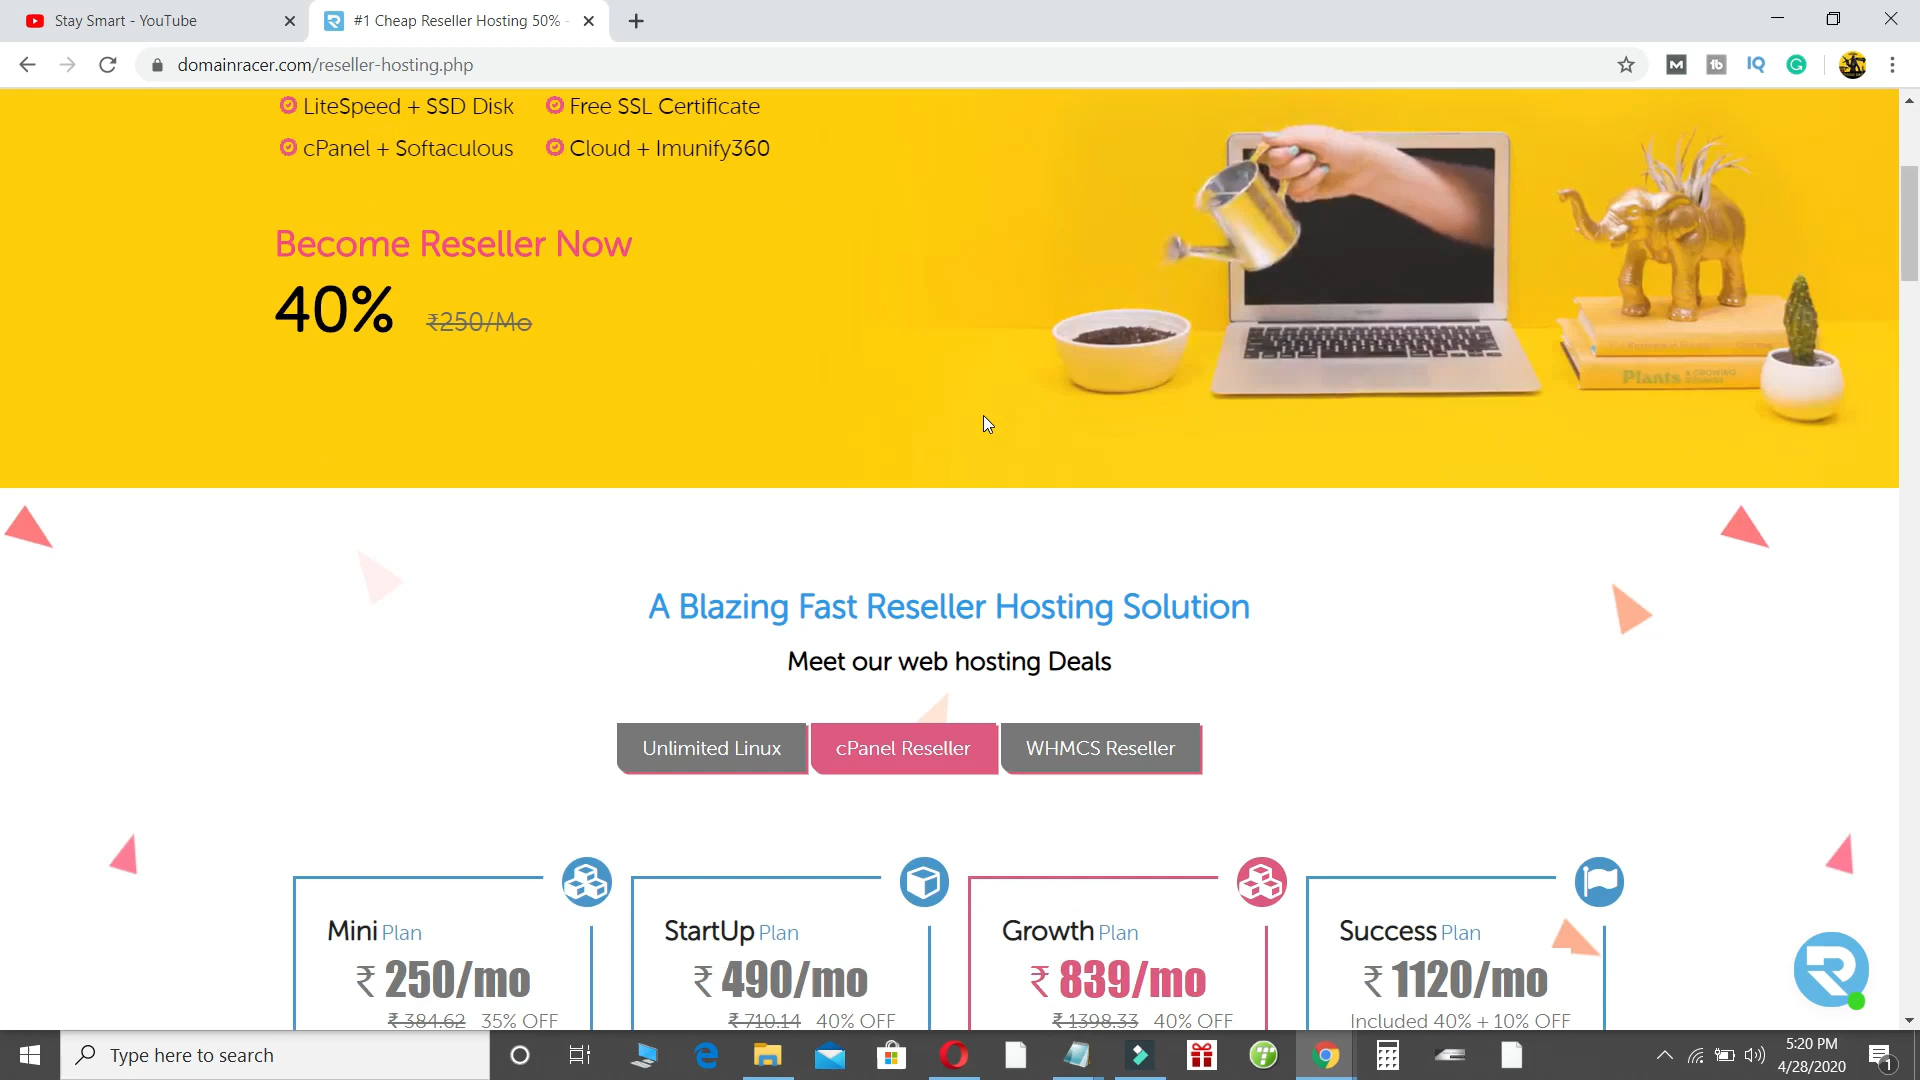 Stay Smart - YouTube
#1 Cheap Reseller Hosting 50% -
domainracer.com/reseller-hosting.php
LiteSpeed + SSD Disk
Free SSL Certificate
cPanel + Softaculous
Cloud + Imunify360
Become Reseller Now
40% ₹250/Mo
Plants
A Blazing Fast Reseller Hosting Solution
Meet our web hosting Deals
Unlimited Linux
cPanel Reseller
WHMCS Reseller
Mini Plan
₹ 250/mo
₹ 384.62 35% OFF
StartUp Plan
₹ 490/mo
₹ 710.14 40% OFF
Growth Plan
₹ 839/mo
₹ 1398.33 40% OFF
Success Plan
₹ 1120/mo
Included 40% + 10% OFF
Type here to search
5:20 PM
4/28/2020
1